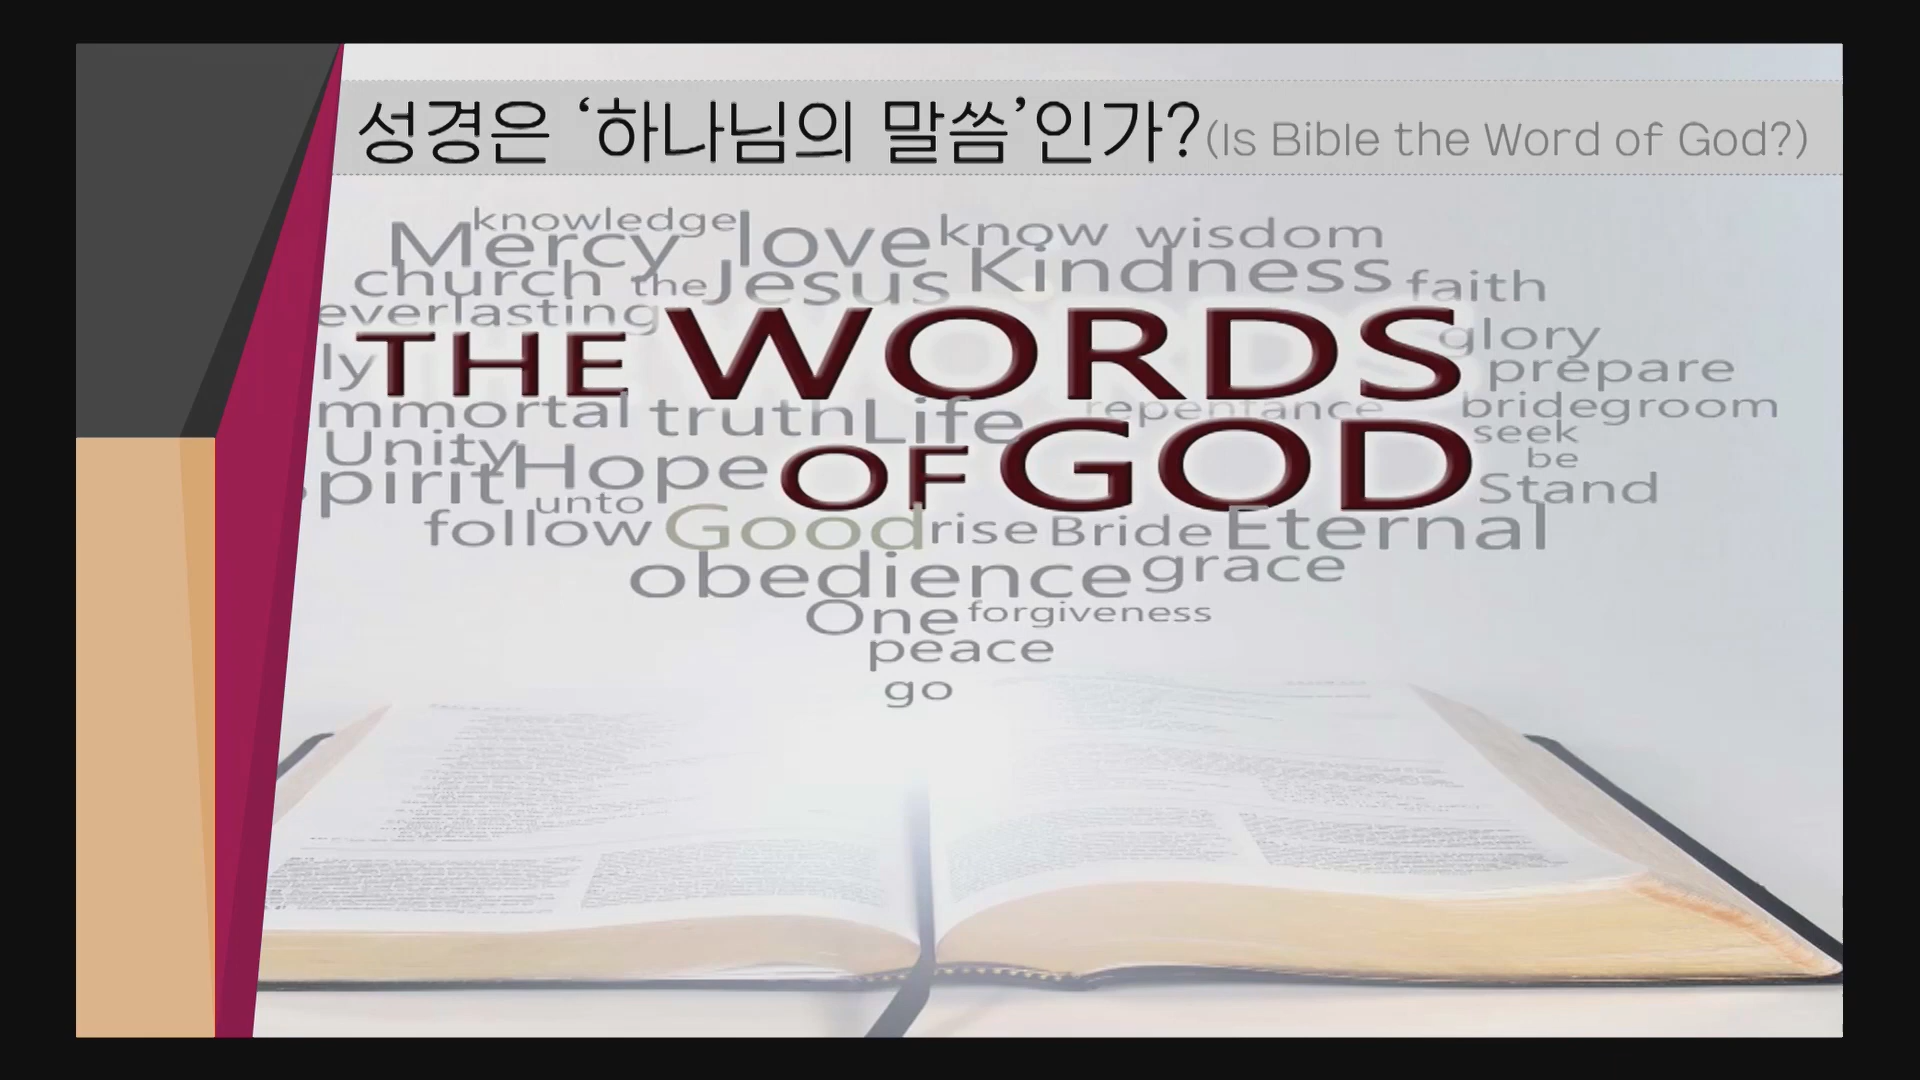 성경은 ‘하나님의 말씀’인가?(Is Bible the Word of God?)
knowledge
Mercy love know wisdom
church the Jesus Kindness faith
everlasting
THE WORDS glory
ly prepare
mmortal truth Life repentance bridegroom
Unity seek
pirit Hope OF GOD be
unto Stand
follow Good rise Bride Eternal
obedience grace
One forgiveness
peace
go